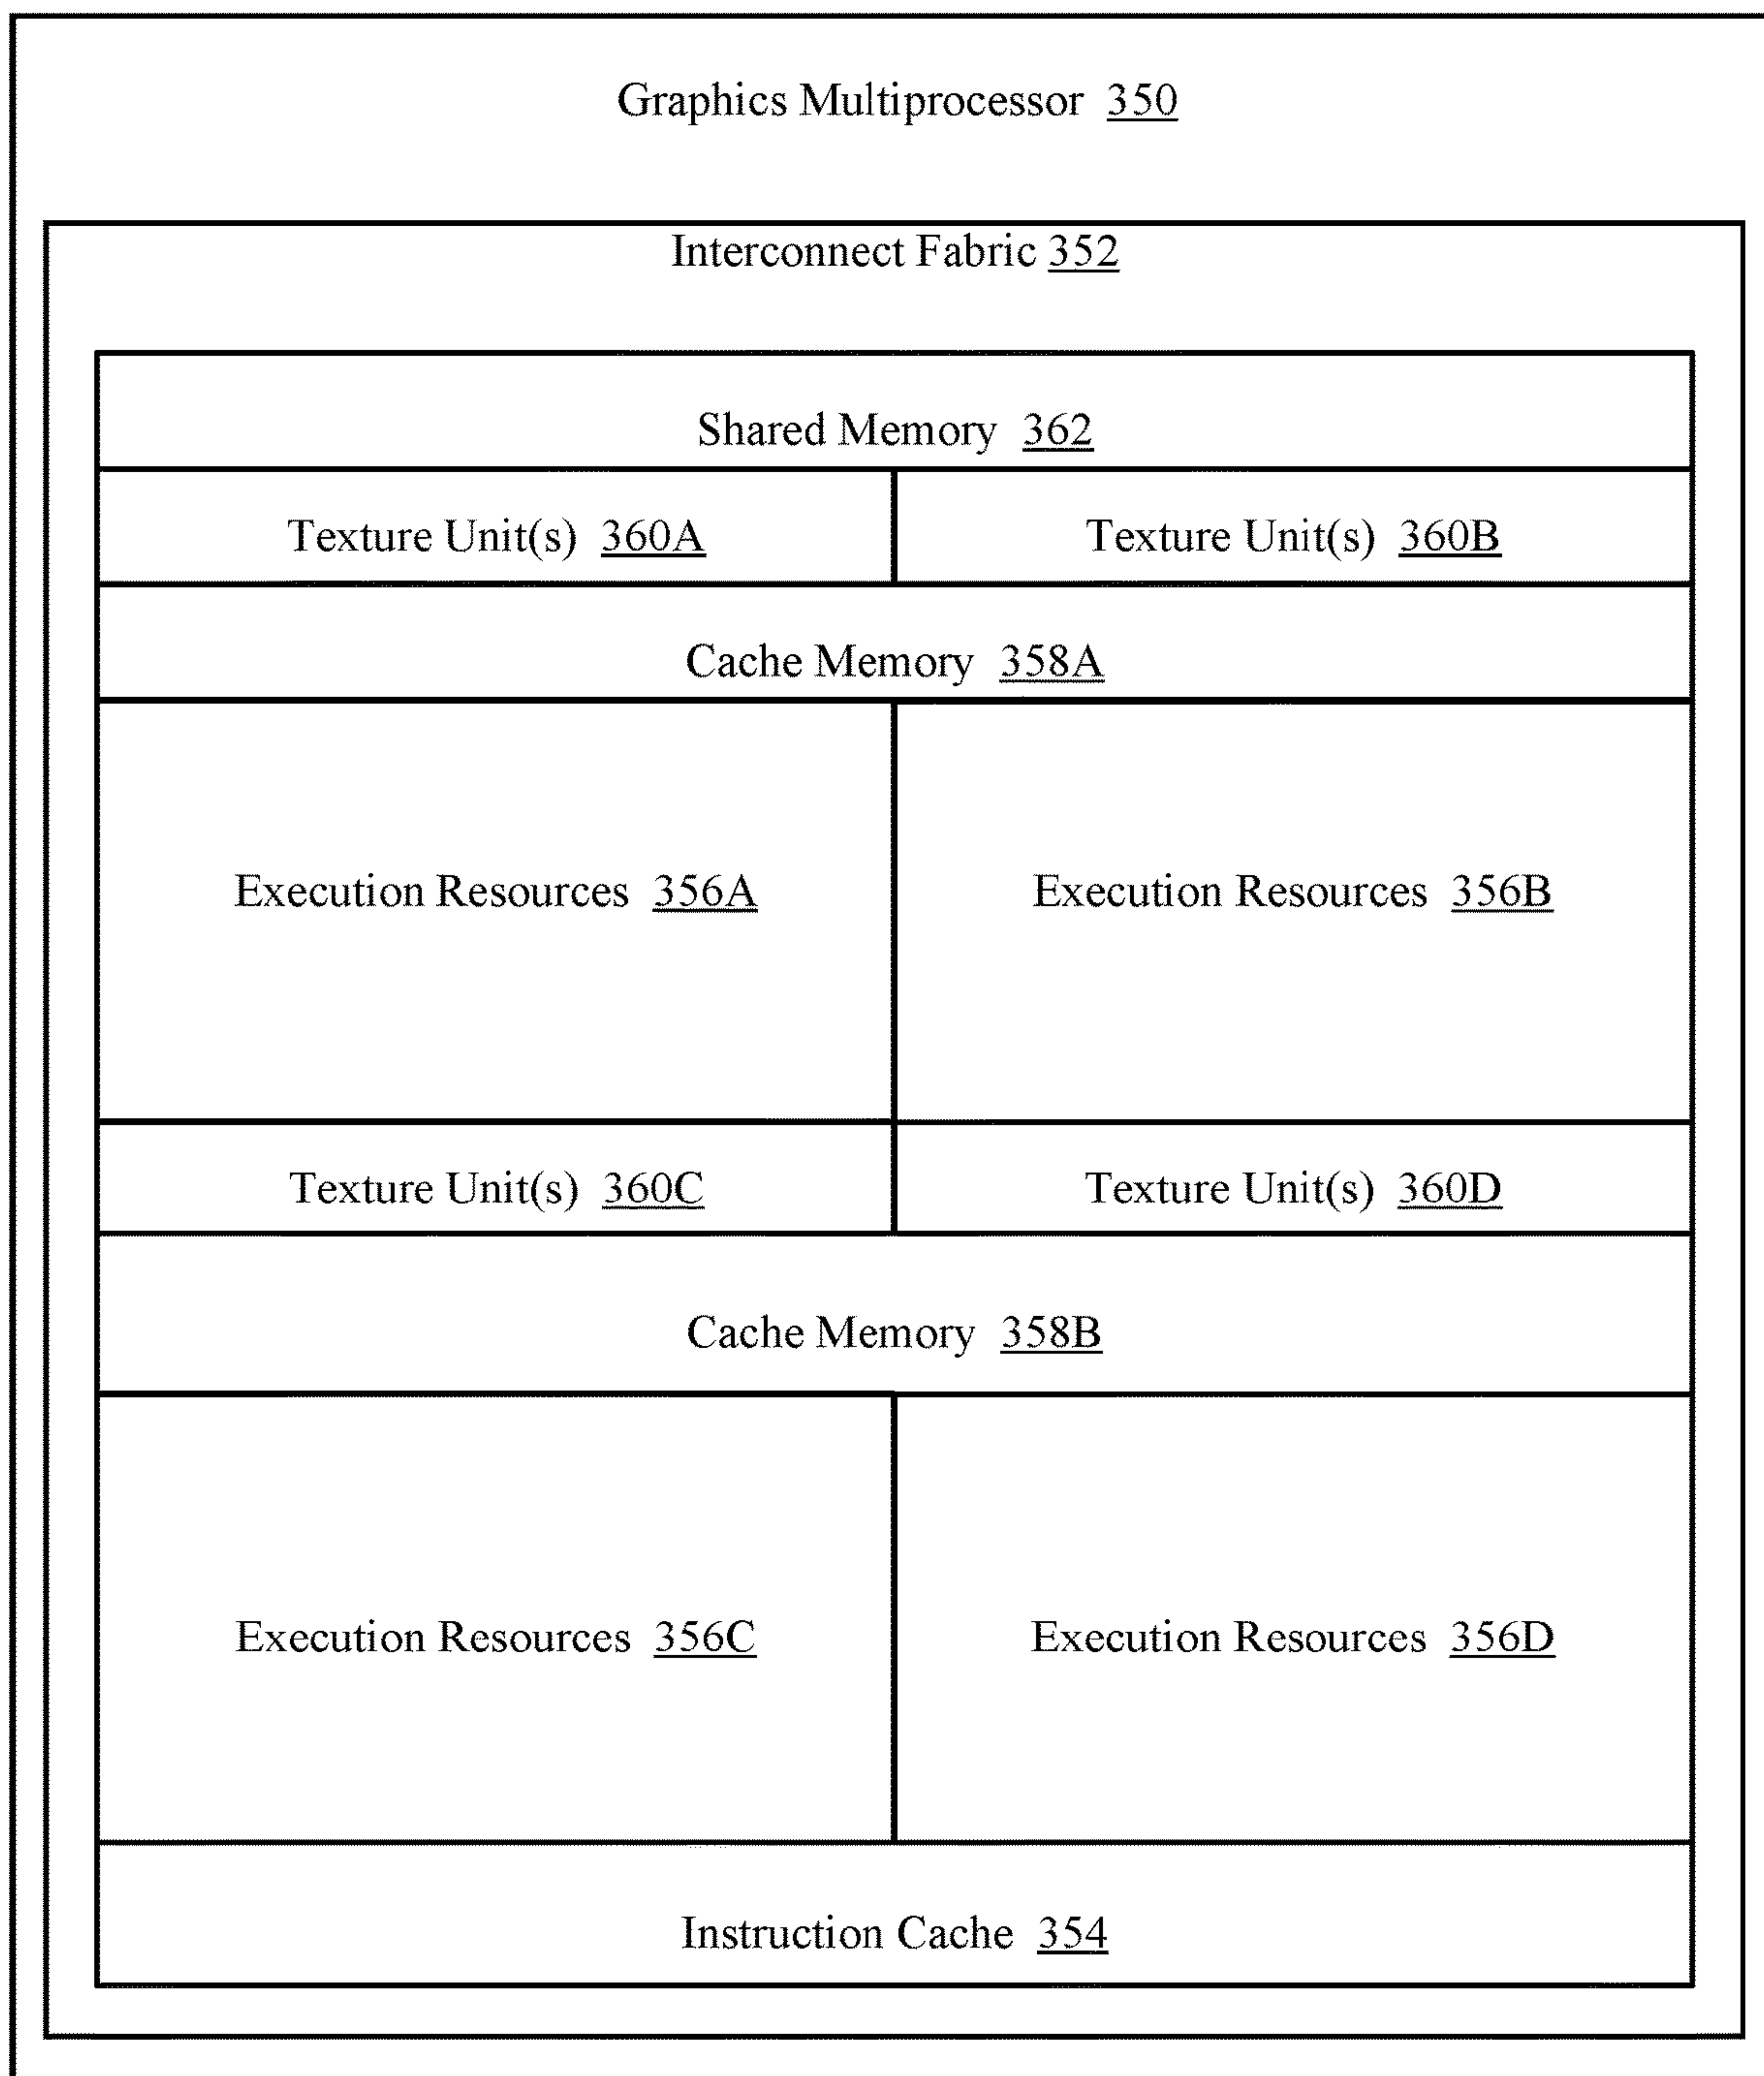 Graphics Multiprocessor 350
Interconnect Fabric 352
Shared Memory 362
Texture Unit(s) 360A
Texture Unit(s) 360B
Cache Memory 358A
Execution Resources 356A
Execution Resources 356B
Texture Unit(s) 360C
Texture Unit(s) 360D
Cache Memory 358B
Execution Resources 356C
Execution Resources 356D
Instruction Cache 354